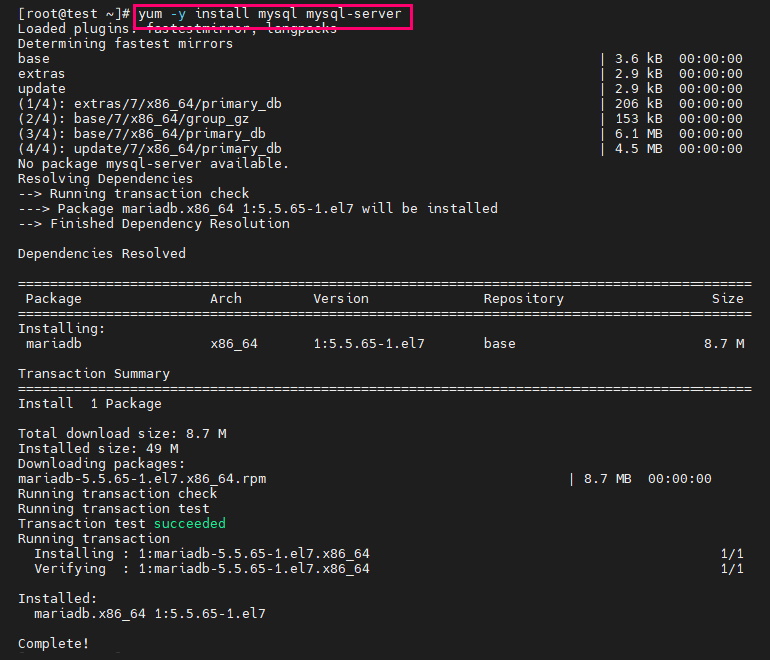 [root@test ~]# yum -y install mysql mysql-server
Loaded plugins: fastestmirror, langpacks
Determining fastest mirrors
base | 3.6 kB 00:00:00
extras | 2.9 kB 00:00:00
update | 2.9 kB 00:00:00
(1/4): extras/7/x86_64/primary_db | 206 kB 00:00:00
(2/4): base/7/x86_64/group_gz | 153 kB 00:00:00
(3/4): base/7/x86_64/primary_db | 6.1 MB 00:00:00
(4/4): update/7/x86_64/primary_db | 4.5 MB 00:00:00
No package mysql-server available.
Resolving Dependencies
--> Running transaction check
---> Package mariadb.x86_64 1:5.5.65-1.el7 will be installed
--> Finished Dependency Resolution
Dependencies Resolved
============================================================================================
Package Arch Version Repository Size
============================================================================================
Installing:
mariadb x86_64 1:5.5.65-1.el7 base 8.7 M
Transaction Summary
============================================================================================
Install 1 Package
Total download size: 8.7 M
Installed size: 49 M
Downloading packages:
mariadb-5.5.65-1.el7.x86_64.rpm | 8.7 MB 00:00:00
Running transaction check
Running transaction test
Transaction test succeeded
Running transaction
Installing : 1:mariadb-5.5.65-1.el7.x86_64 1/1
Verifying : 1:mariadb-5.5.65-1.el7.x86_64 1/1
Installed:
mariadb.x86_64 1:5.5.65-1.el7
Complete!